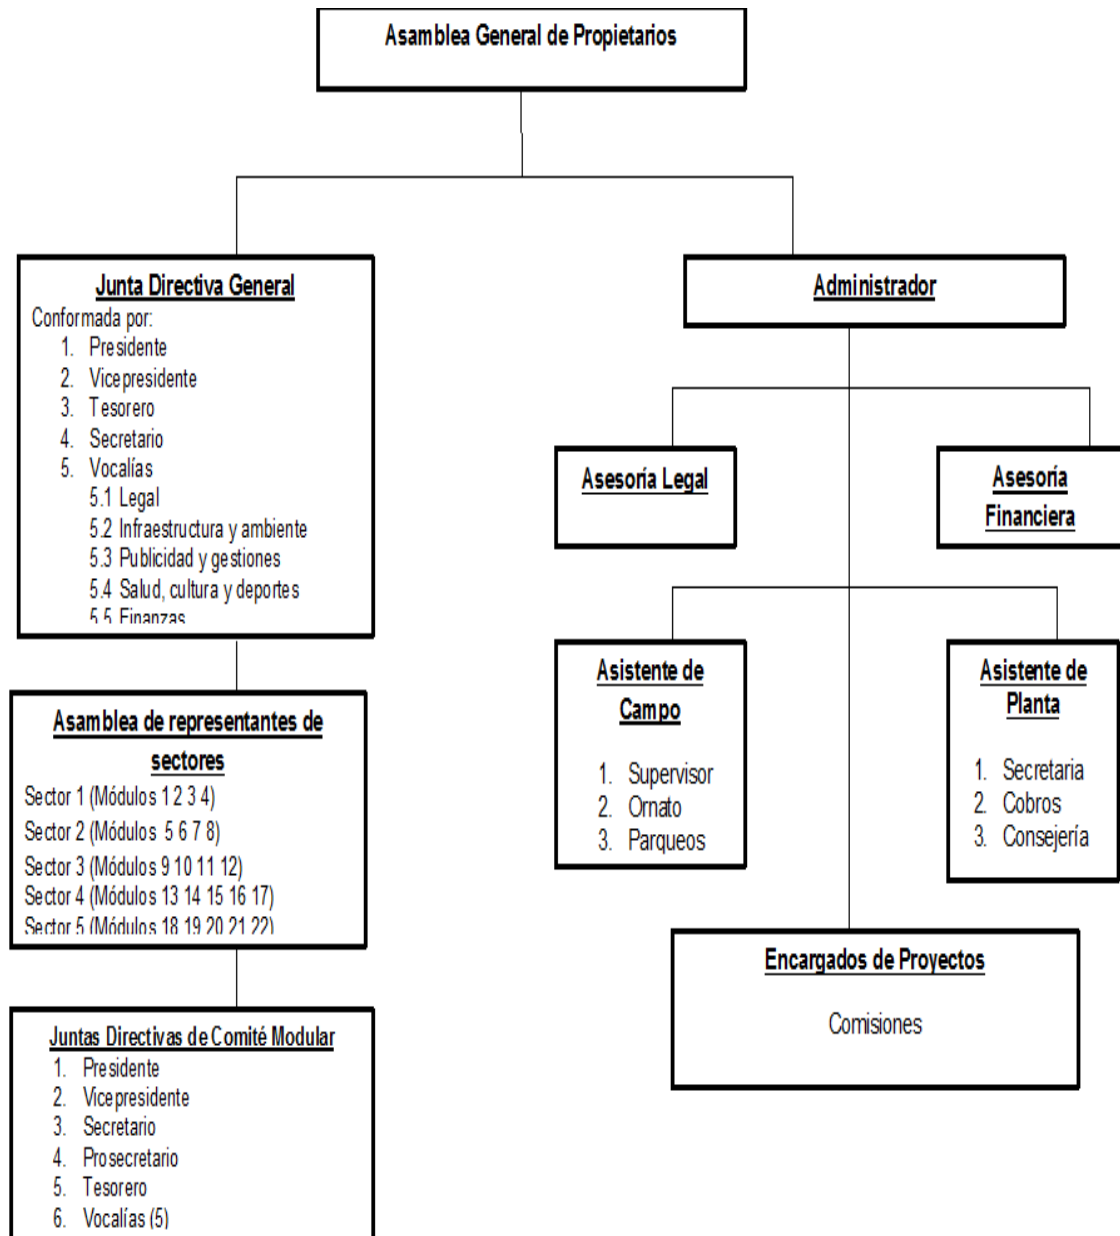 Asamblea General de Propietarios
Junta Directiva General
Conformada por:
1. Presidente
2. Vicepresidente
3. Tesorero
4. Secretario
5. Vocalías
5.1 Legal
5.2 Infraestructura y ambiente
5.3 Publicidad y gestiones
5.4 Salud, cultura y deportes
5.5 Finanzas
Asamblea de representantes de
sectores
Sector 1 (Módulos 1 2 3 4)
Sector 2 (Módulos 5 6 7 8)
Sector 3 (Módulos 9 10 11 12)
Sector 4 (Módulos 13 14 15 16 17)
Sector 5 (Módulos 18 19 20 21 22)
Juntas Directivas de Comité Modular
1. Presidente
2. Vicepresidente
3. Secretario
4. Prosecretario
5. Tesorero
6. Vocalías (5)
Administrador
Asesoría Legal
Asesoría
Financiera
Asistente de
Campo
1. Supervisor
2. Ornato
3. Parqueos
Asistente de
Planta
1. Secretaria
2. Cobros
3. Consejería
Encargados de Proyectos
Comisiones